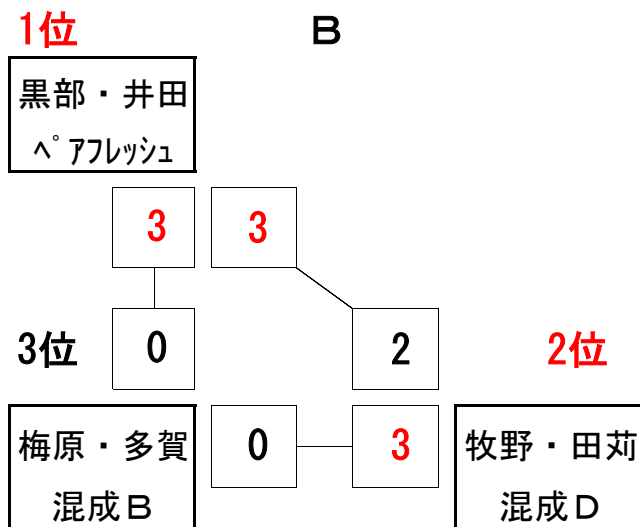 1位 B
黒部・井田
ペアフレッシュ
3 3
3位 0 2 2位
梅原・多賀 0 3 牧野・田苅
混成B 混成D